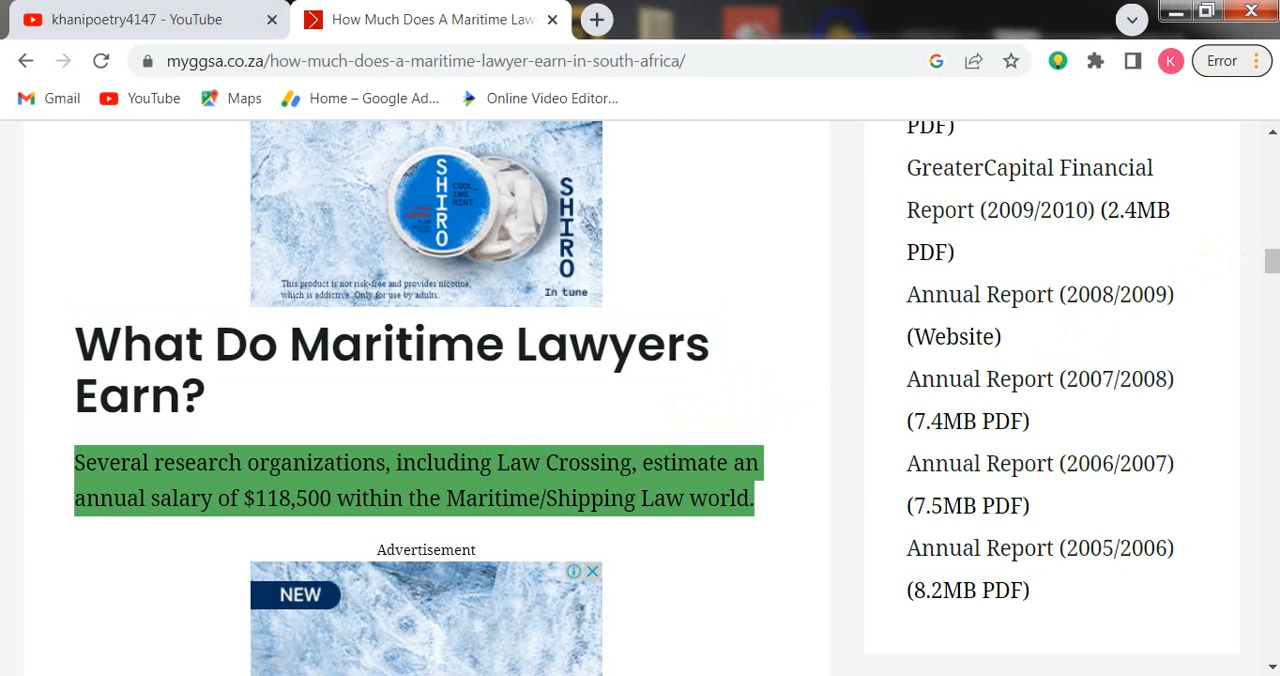 khanipoetry4147 - YouTube
How Much Does A Maritime Law
myggsa.co.za/how-much-does-a-maritime-lawyer-earn-in-south-africa/
K
Error
Gmail
YouTube
Maps
Home – Google Ad...
Online Video Editor...
SHIRO
COOL_
ING
MINT
SHIRO
This product is not risk-free and provides nicotine,
which is addictive. Only for use by adults.
In tune
What Do Maritime Lawyers
Earn?
Several research organizations, including Law Crossing, estimate an
annual salary of $118,500 within the Maritime/Shipping Law world.
Advertisement
NEW
PDF)
GreaterCapital Financial
Report (2009/2010) (2.4MB
PDF)
Annual Report (2008/2009)
(Website)
Annual Report (2007/2008)
(7.4MB PDF)
Annual Report (2006/2007)
(7.5MB PDF)
Annual Report (2005/2006)
(8.2MB PDF)